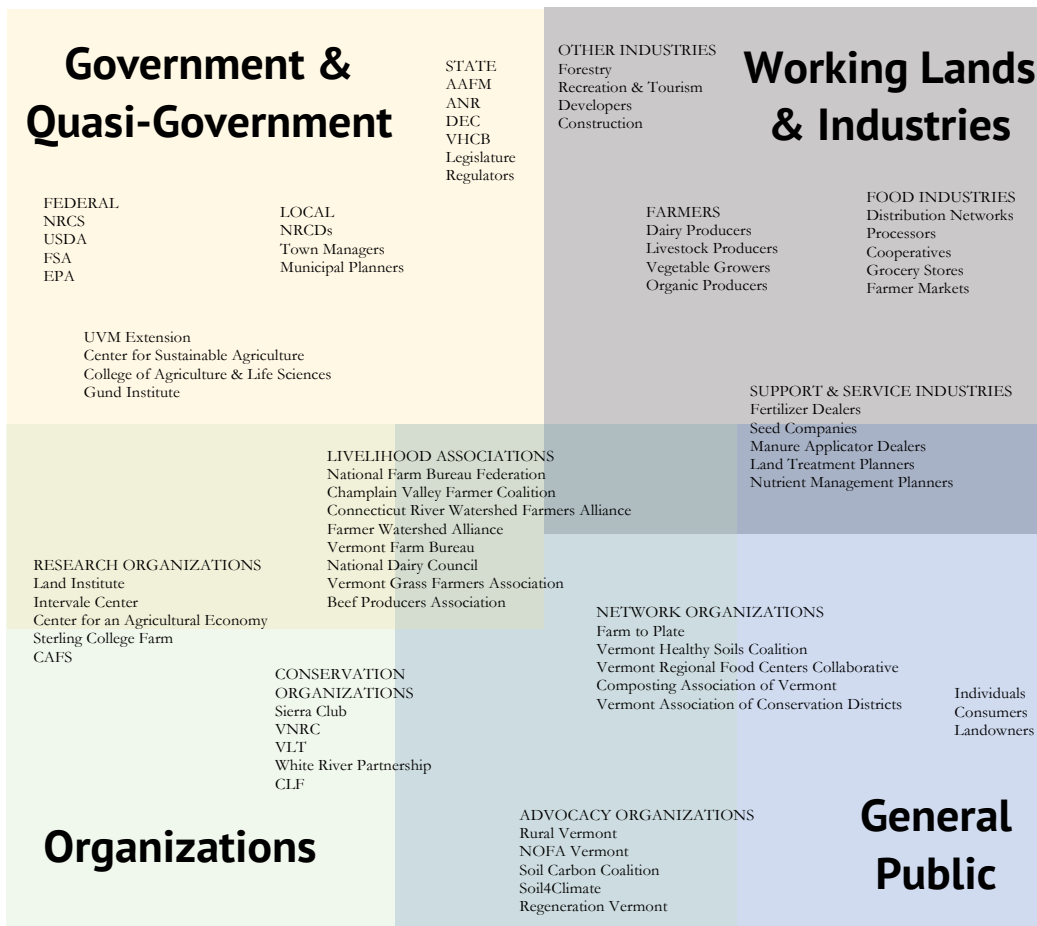 Government &
Quasi-Government
STATE
AAFM
ANR
DEC
VHCB
Legislature
Regulators
OTHER INDUSTRIES
Forestry
Recreation & Tourism
Developers
Construction
Working Lands
& Industries
FEDERAL
NRCS
USDA
FSA
EPA
LOCAL
NRCDs
Town Managers
Municipal Planners
FARMERS
Dairy Producers
Livestock Producers
Vegetable Growers
Organic Producers
FOOD INDUSTRIES
Distribution Networks
Processors
Cooperatives
Grocery Stores
Farmer Markets
UVM Extension
Center for Sustainable Agriculture
College of Agriculture & Life Sciences
Gund Institute
SUPPORT & SERVICE INDUSTRIES
Fertilizer Dealers
Seed Companies
Manure Applicator Dealers
Land Treatment Planners
Nutrient Management Planners
LIVELIHOOD ASSOCIATIONS
National Farm Bureau Federation
Champlain Valley Farmer Coalition
Connecticut River Watershed Farmers Alliance
Farmer Watershed Alliance
Vermont Farm Bureau
National Dairy Council
Vermont Grass Farmers Association
Beef Producers Association
RESEARCH ORGANIZATIONS
Land Institute
Intervale Center
Center for an Agricultural Economy
Sterling College Farm
CAFS
NETWORK ORGANIZATIONS
Farm to Plate
Vermont Healthy Soils Coalition
Vermont Regional Food Centers Collaborative
Composting Association of Vermont
Vermont Association of Conservation Districts
CONSERVATION
ORGANIZATIONS
Sierra Club
VNRC
VLT
White River Partnership
CLF
Individuals
Consumers
Landowners
Organizations
ADVOCACY ORGANIZATIONS
Rural Vermont
NOFA Vermont
Soil Carbon Coalition
Soil4Climate
Regeneration Vermont
General
Public